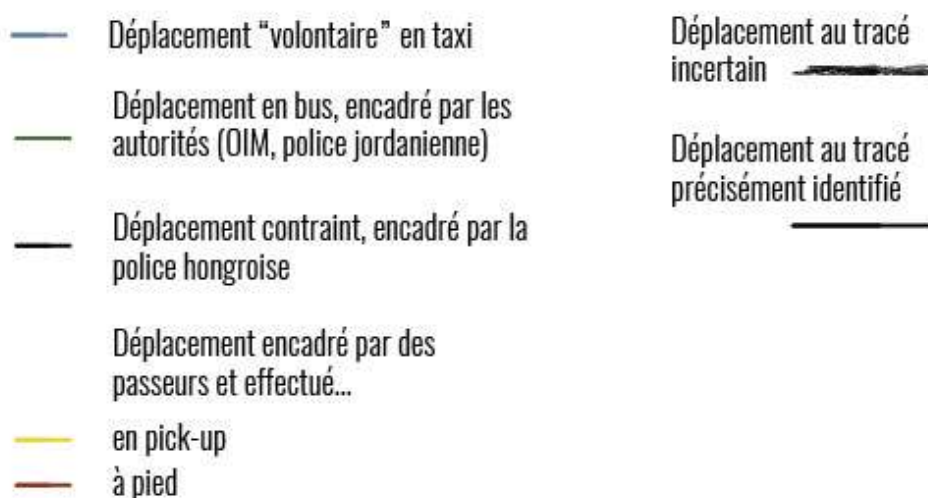 Déplacement “volontaire” en taxi
Déplacement en bus, encadré par les
autorités (OIM, police jordanienne)
Déplacement contraint, encadré par la
police hongroise
Déplacement encadré par des
passeurs et effectué...
en pick-up
à pied
Déplacement au tracé
incertain
Déplacement au tracé
précisément identifié